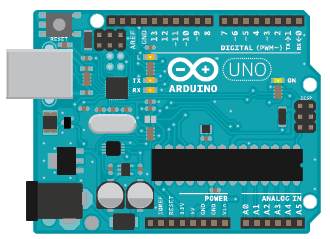 RESET
AREF
GND
13
12
~11
~10
~9
8
7
~6
~5
4
~3
2
TX 1
RX 0
DIGITAL (PWM~)
TX
RX
UNO
ON
ARDUINO
ICSP
POWER
ANALOG IN
IOREF
RESET
3.3V
5V
GND
GND
Vin
A0
A1
A2
A3
A4
A5